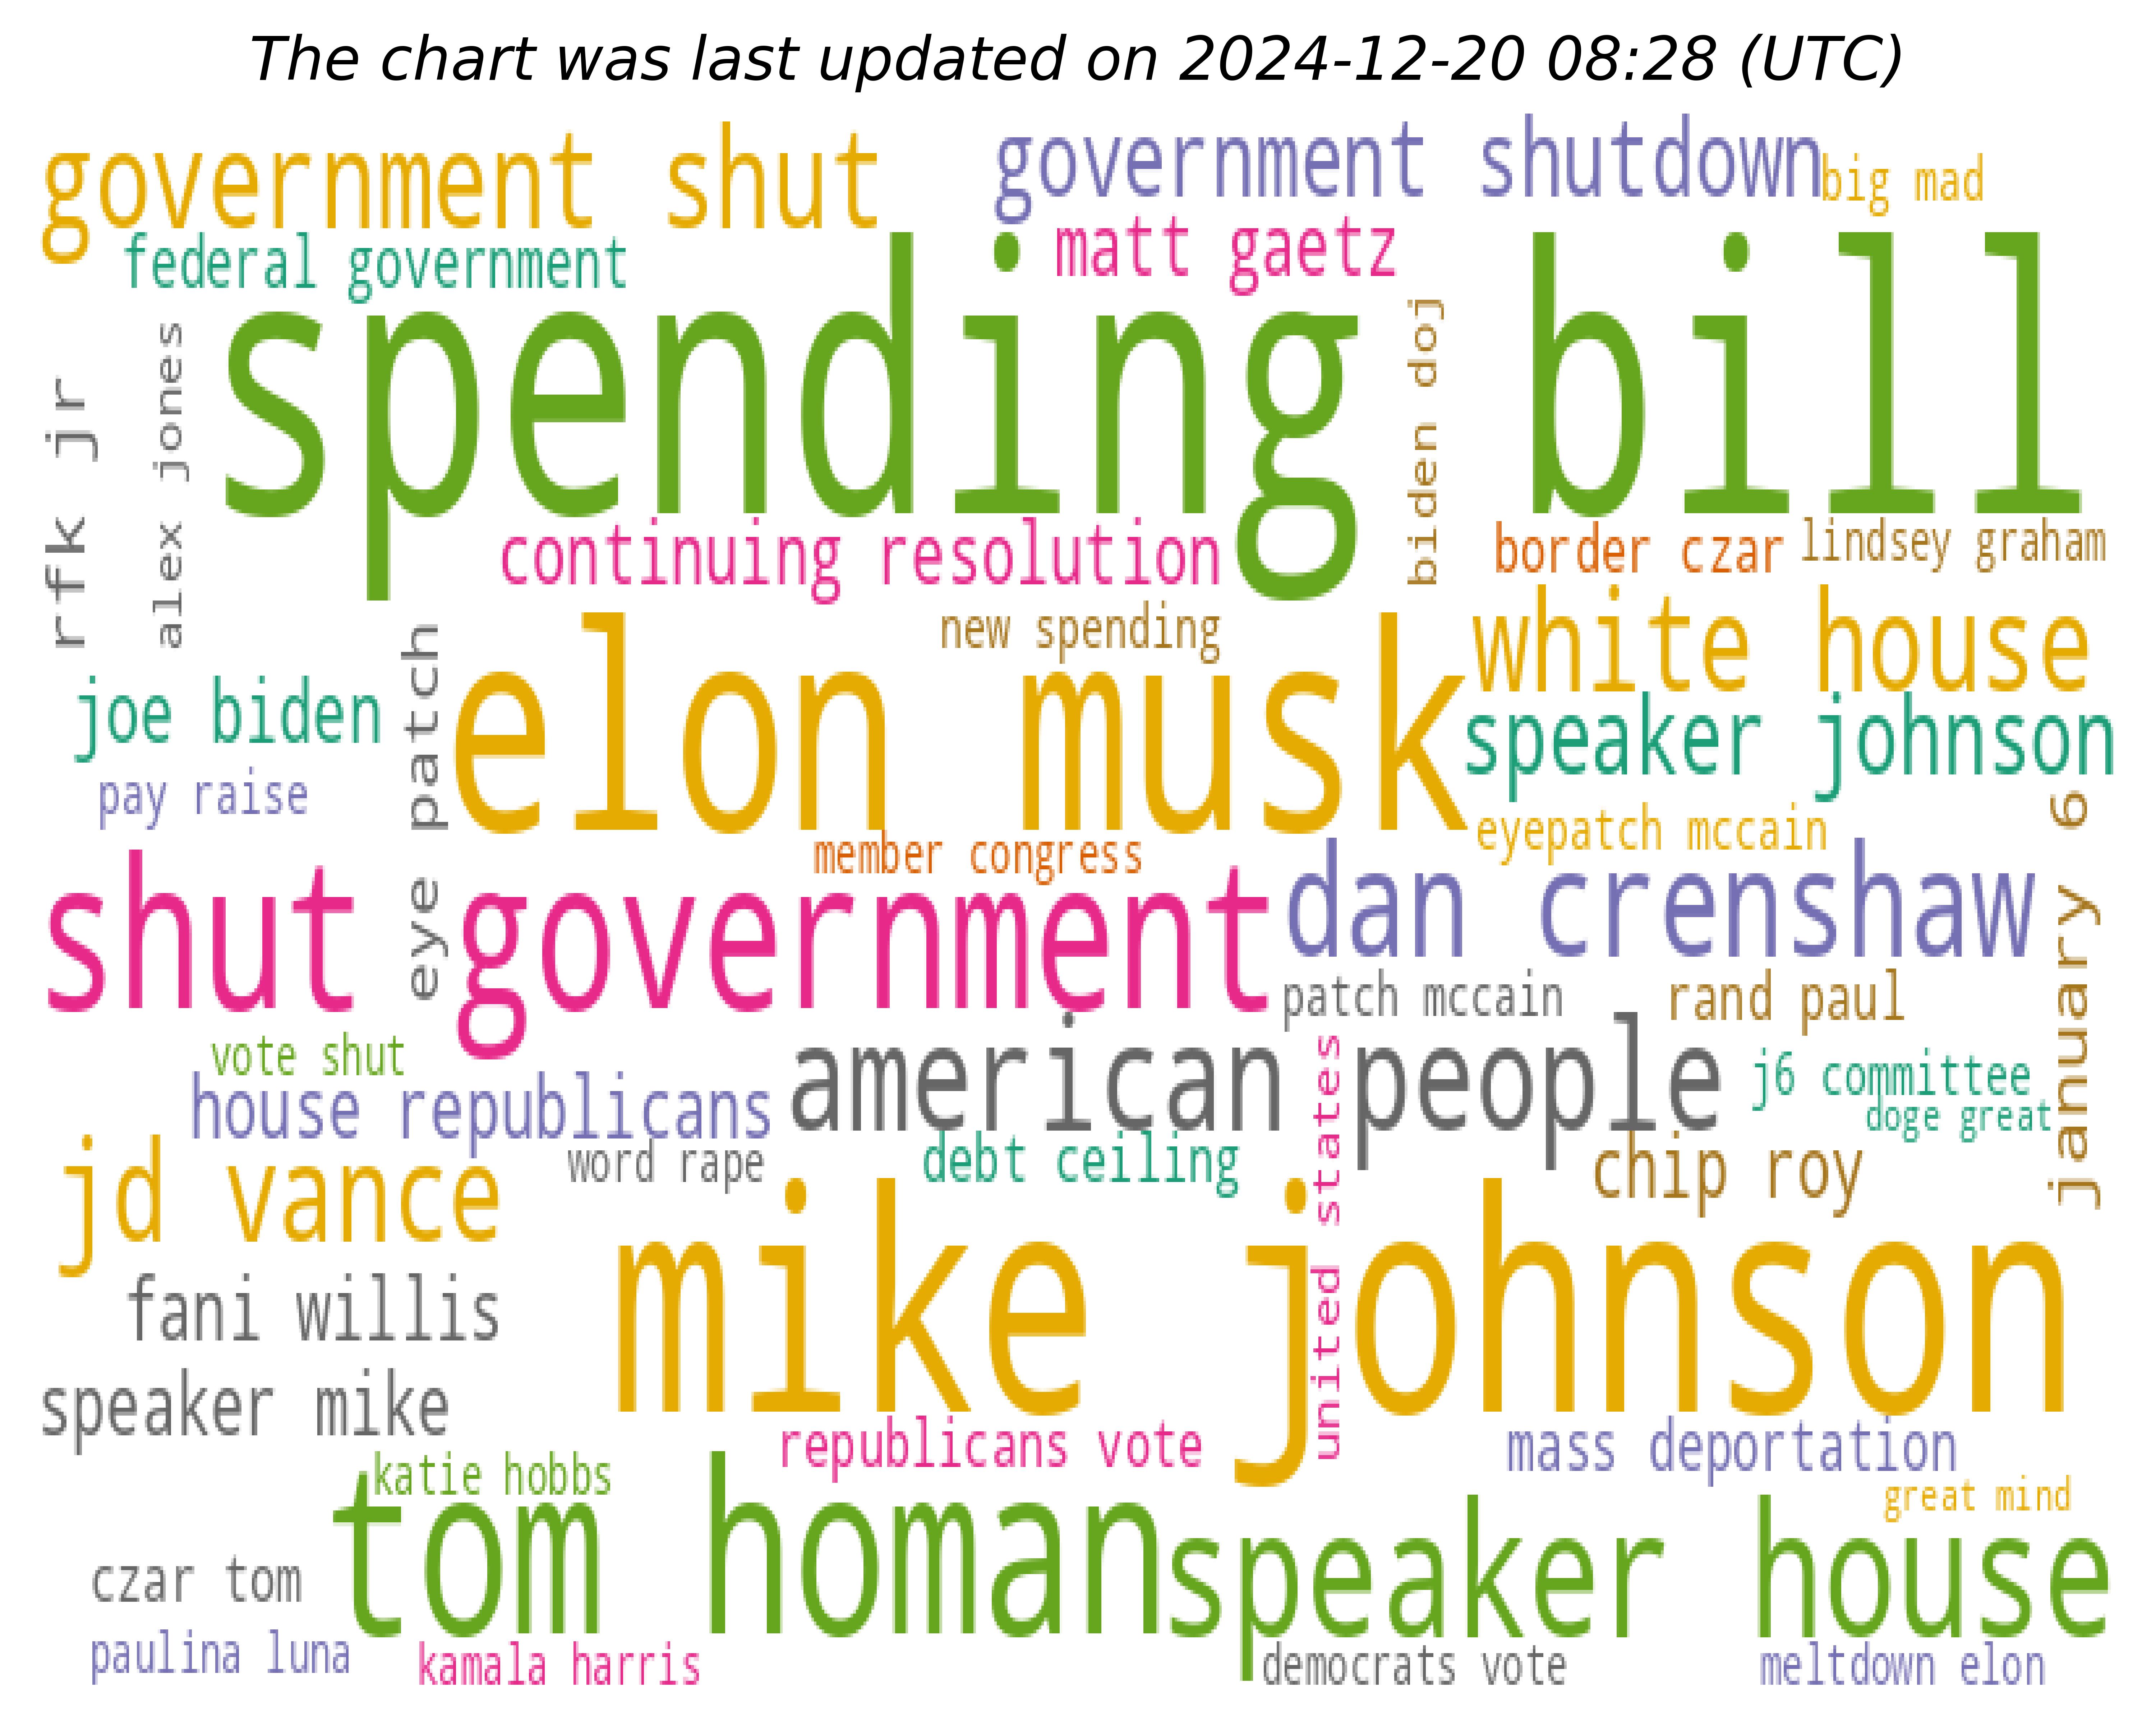 The chart was last updated on 2024-12-20 08:28 (UTC)
government shut
government shutdown
big mad
federal government
matt gaetz
spending bill
biden doj
rfk jr
alex jones
continuing resolution
border czar
lindsey graham
new spending
white house
elon musk
joe biden
eye patch
speaker johnson
pay raise
eyepatch mccain
january 6
member congress
shut government
dan crenshaw
patch mccain
rand paul
vote shut
american people
j6 committee
house republicans
doge great
united states
word rape
debt ceiling
chip roy
jd vance
mike johnson
fani willis
speaker mike
republicans vote
mass deportation
katie hobbs
great mind
tom homan
speaker house
czar tom
paulina luna
kamala harris
democrats vote
meltdown elon